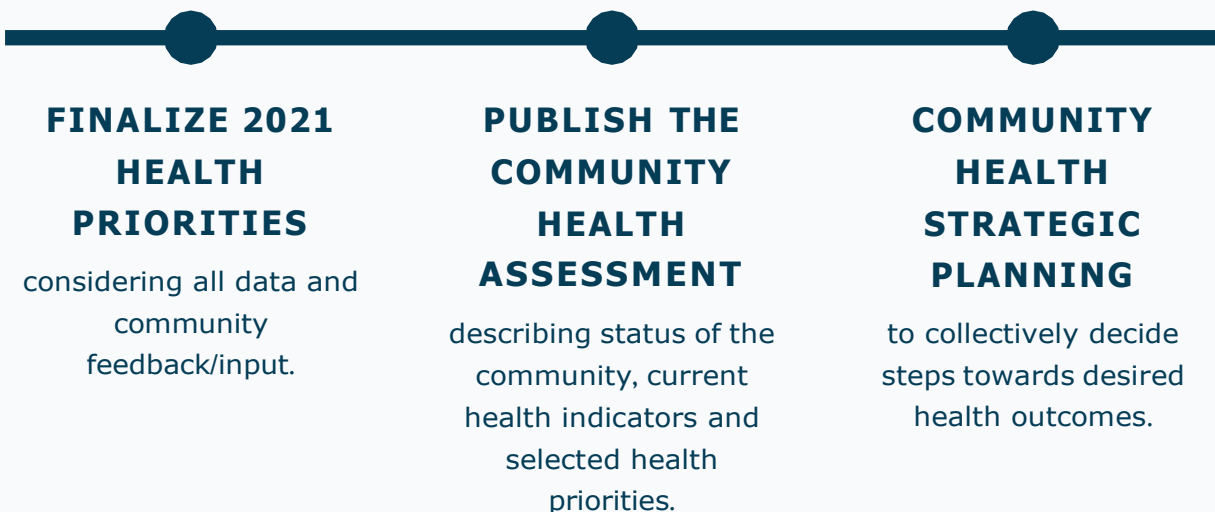 FINALIZE 2021
HEALTH
PRIORITIES
considering all data and
community
feedback/input.
PUBLISH THE
COMMUNITY
HEALTH
ASSESSMENT
describing status of the
community, current
health indicators and
selected health
priorities.
COMMUNITY
HEALTH
STRATEGIC
PLANNING
to collectively decide
steps towards desired
health outcomes.